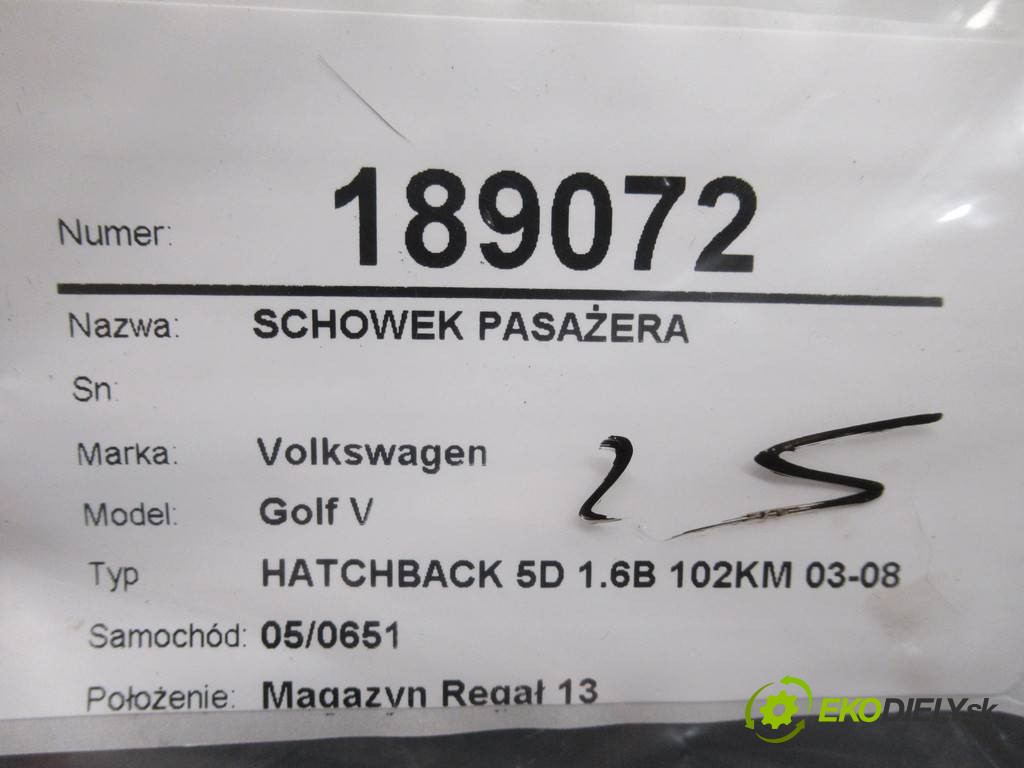 Numer: 189072
Nazwa: SCHOWEK PASAŻERA
Sn:
Marka: Volkswagen
Model: Golf V
2 5
Typ HATCHBACK 5D 1.6B 102KM 03-08
Samochód: 05/0651
Położenie: Magazyn Regał 13
EKODIELY.sk